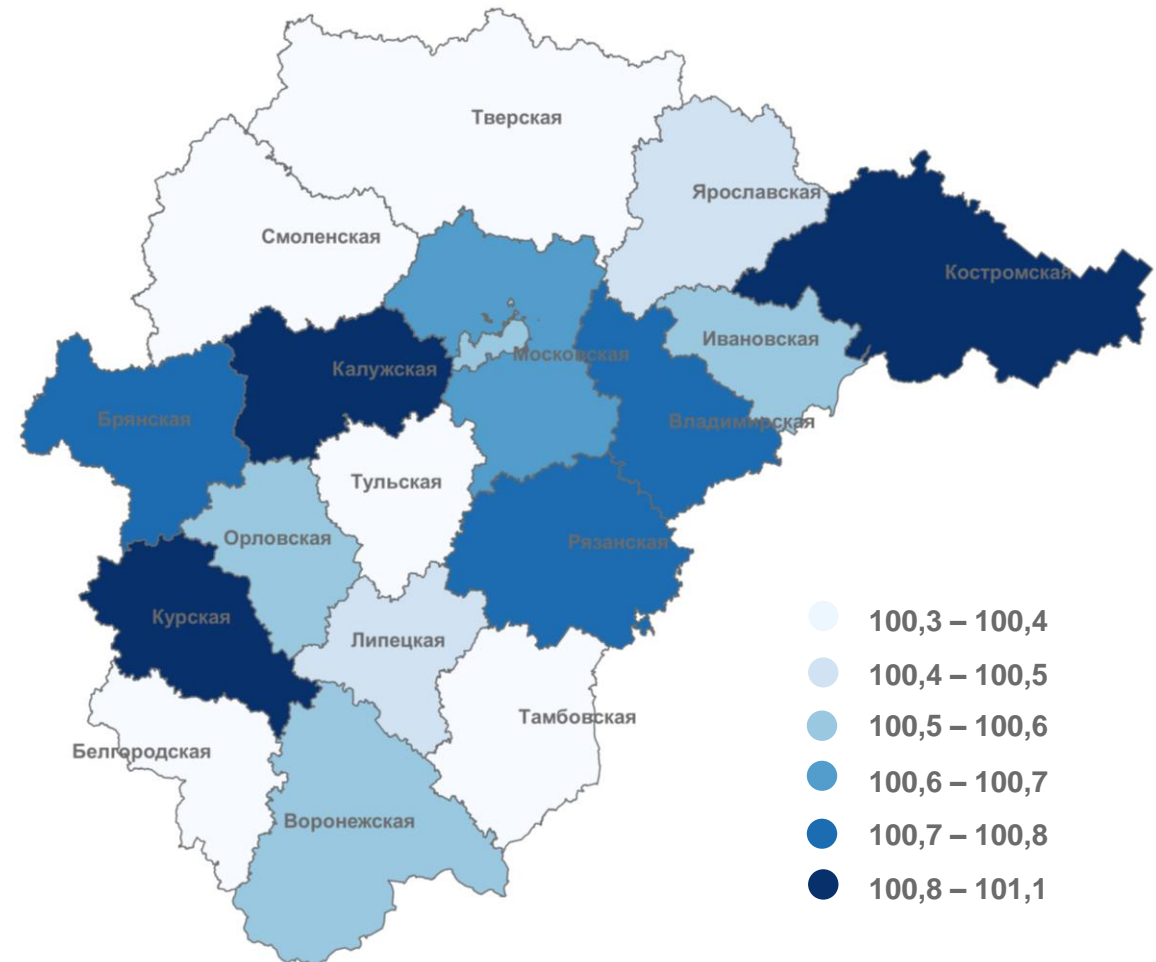 Тверская
Ярославская
Смоленская
Костромская
Ивановская
Московская
Калужская
Брянская
Владимирская
Тульская
Орловская
Рязанская
Курская
Липецкая
Тамбовская
Белгородская
Воронежская
100,3 – 100,4
100,4 – 100,5
100,5 – 100,6
100,6 – 100,7
100,7 – 100,8
100,8 – 101,1